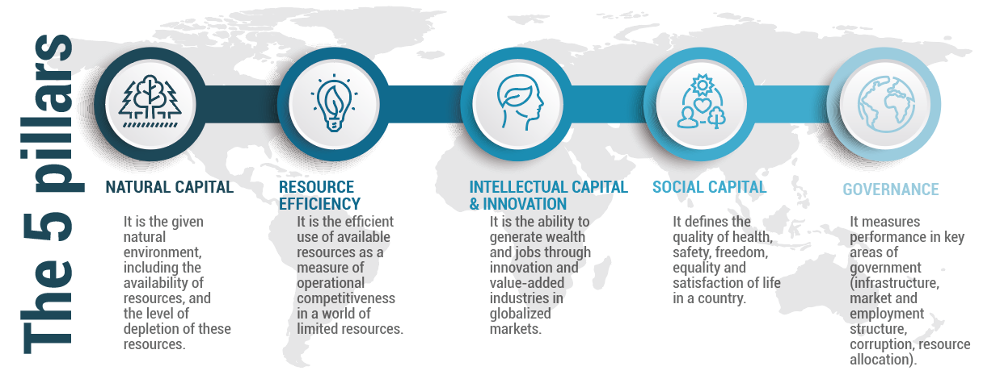 The 5 pillars
NATURAL CAPITAL
It is the given
natural
environment,
including the
availability of
resources, and
the level of
depletion of these
resources.
RESOURCE
EFFICIENCY
It is the efficient
use of available
resources as a
measure of
operational
competitiveness
in a world of
limited resources.
INTELLECTUAL CAPITAL
& INNOVATION
It is the ability to
generate wealth
and jobs through
innovation and
value-added
industries in
globalized
markets.
SOCIAL CAPITAL
It defines the
quality of health,
safety, freedom,
equality and
satisfaction of life
in a country.
GOVERNANCE
It measures
performance in key
areas of
government
(infrastructure,
market and
employment
structure,
corruption, resource
allocation).